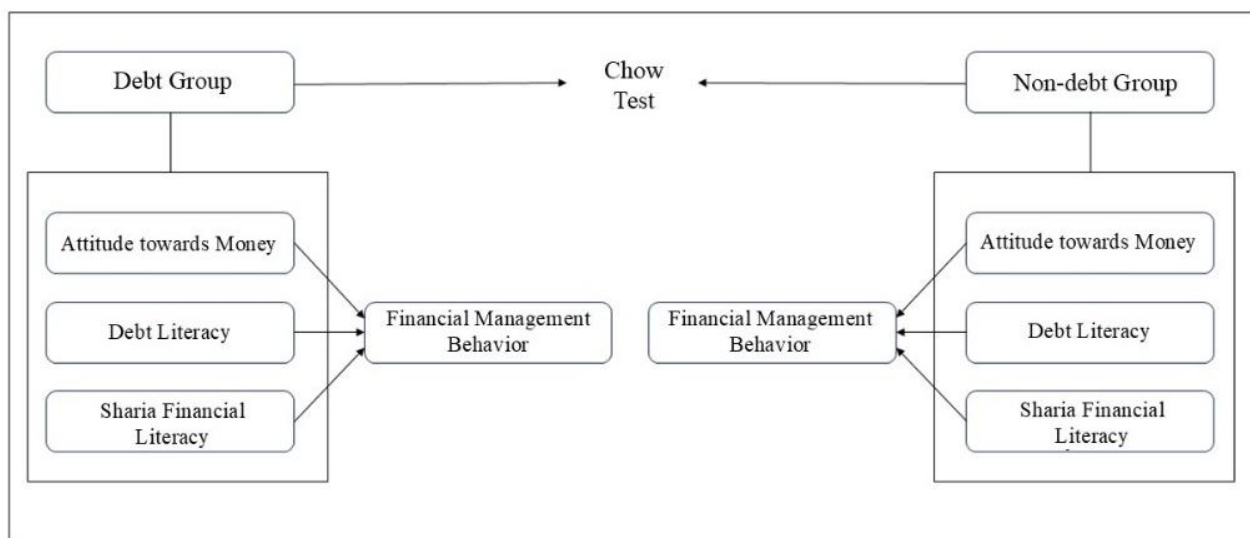 Debt Group
Chow
Test
Non-debt Group
Attitude towards Money
Debt Literacy
Sharia Financial
Literacy
Financial Management
Behavior
Financial Management
Behavior
Attitude towards Money
Debt Literacy
Sharia Financial
Literacy